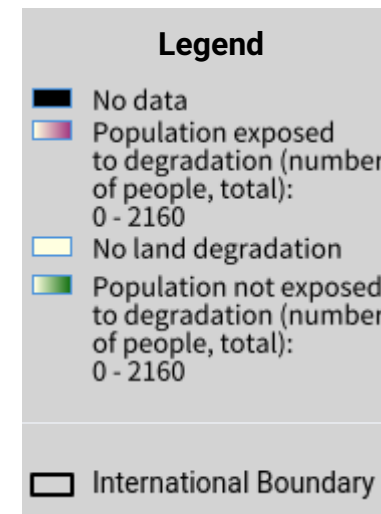 Legend
No data
Population exposed
to degradation (number
of people, total):
0 - 2160
No land degradation
Population not exposed
to degradation (number
of people, total):
0 - 2160
International Boundary